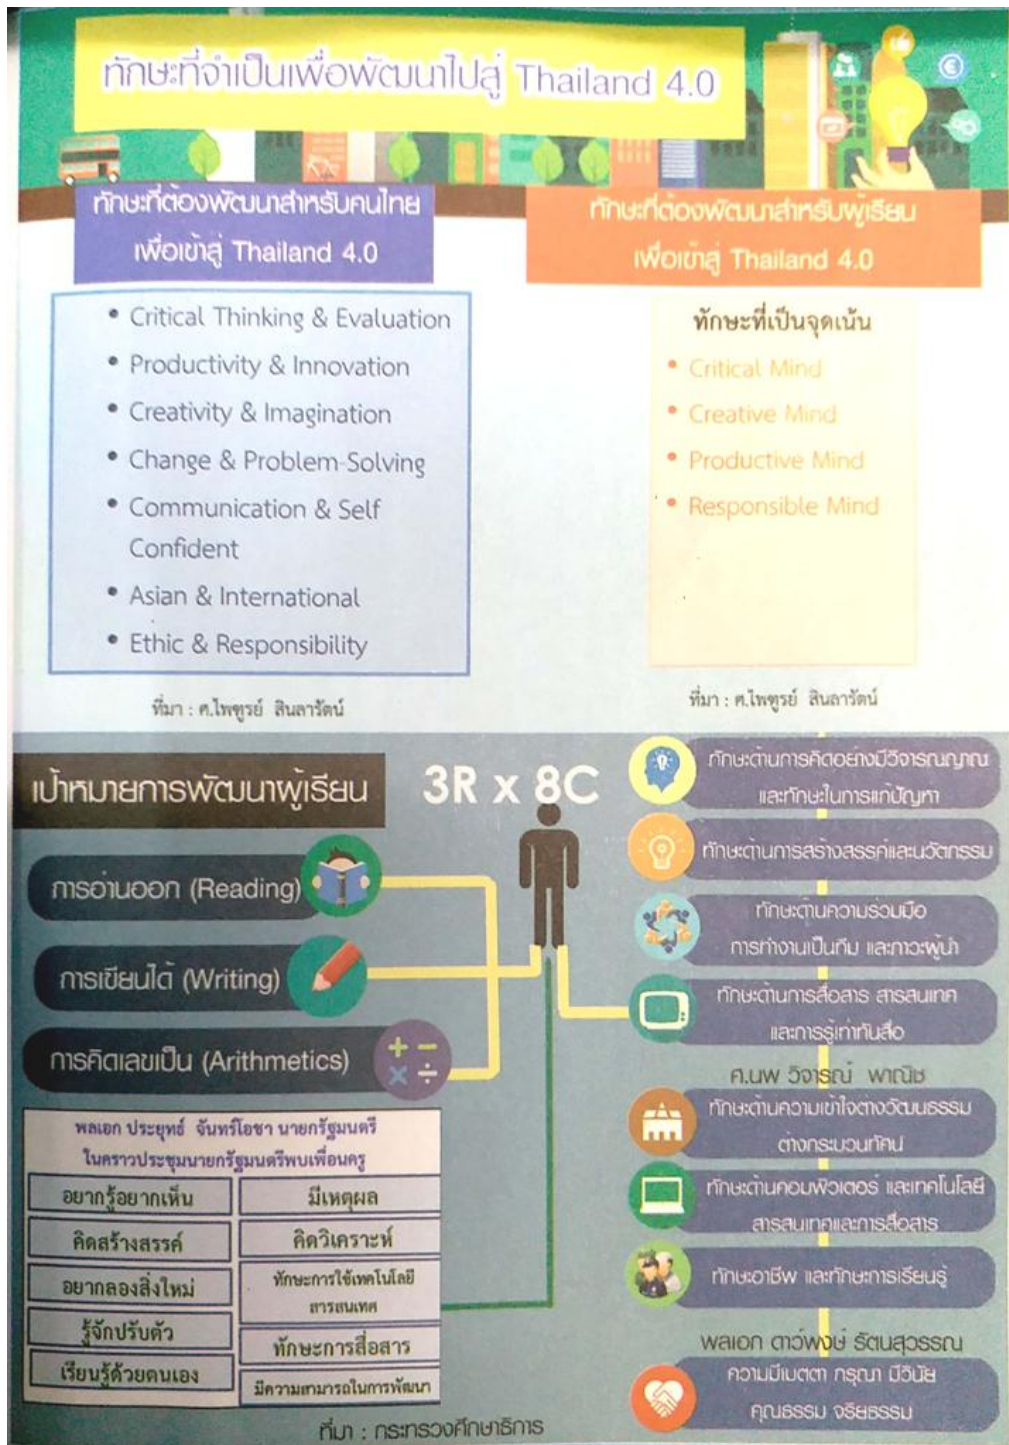 ทักษะที่จำเป็นเพื่อพัฒนาไปสู่ Thailand 4.0
ทักษะที่ต้องพัฒนาสำหรับคนไทย
เพื่อเข้าสู่ Thailand 4.0
• Critical Thinking & Evaluation
• Productivity & Innovation
• Creativity & Imagination
• Change & Problem-Solving
• Communication & Self
Confident
• Asian & International
• Ethic & Responsibility
ที่มา : ศ.ไพฑูรย์ สินลารัตน์
ทักษะที่ต้องพัฒนาสำหรับผู้เรียน
เพื่อเข้าสู่ Thailand 4.0
ทักษะที่เป็นจุดเน้น
• Critical Mind
• Creative Mind
• Productive Mind
• Responsible Mind
ที่มา : ศ.ไพฑูรย์ สินลารัตน์
เป้าหมายการพัฒนาผู้เรียน
3R x 8C
การอ่านออก (Reading)
การเขียนได้ (Writing)
การคิดเลขเป็น (Arithmetics)
ทักษะด้านการคิดอย่างมีวิจารณญาณ
และทักษะในการแก้ปัญหา
ทักษะด้านการสร้างสรรค์และนวัตกรรม
ทักษะด้านความร่วมมือ
การทำงานเป็นทีม และภาวะผู้นำ
ทักษะด้านการสื่อสาร สารสนเทศ
และการรู้เท่าทันสื่อ
ศ.นพ วิจารณ์ พาณิช
ทักษะด้านความเข้าใจต่างวัฒนธรรม
ต่างกระบวนทัศน์
ทักษะด้านคอมพิวเตอร์ และเทคโนโลยี
สารสนเทศและการสื่อสาร
ทักษะอาชีพ และทักษะการเรียนรู้
พลเอก ดาว์พงษ์ รัตนสุวรรณ
ความมีเมตตา กรุณา มีวินัย
คุณธรรม จริยธรรม
พลเอก ประยุทธ์ จันทร์โอชา นายกรัฐมนตรี
ในคราวประชุมนายกรัฐมนตรีพบเพื่อนครู
อยากรู้อยากเห็น
คิดสร้างสรรค์
อยากลองสิ่งใหม่
รู้จักปรับตัว
เรียนรู้ด้วยตนเอง
มีเหตุผล
คิดวิเคราะห์
ทักษะการใช้เทคโนโลยี
สารสนเทศ
ทักษะการสื่อสาร
มีความสามารถในการพัฒนา
ที่มา : กระทรวงศึกษาธิการ